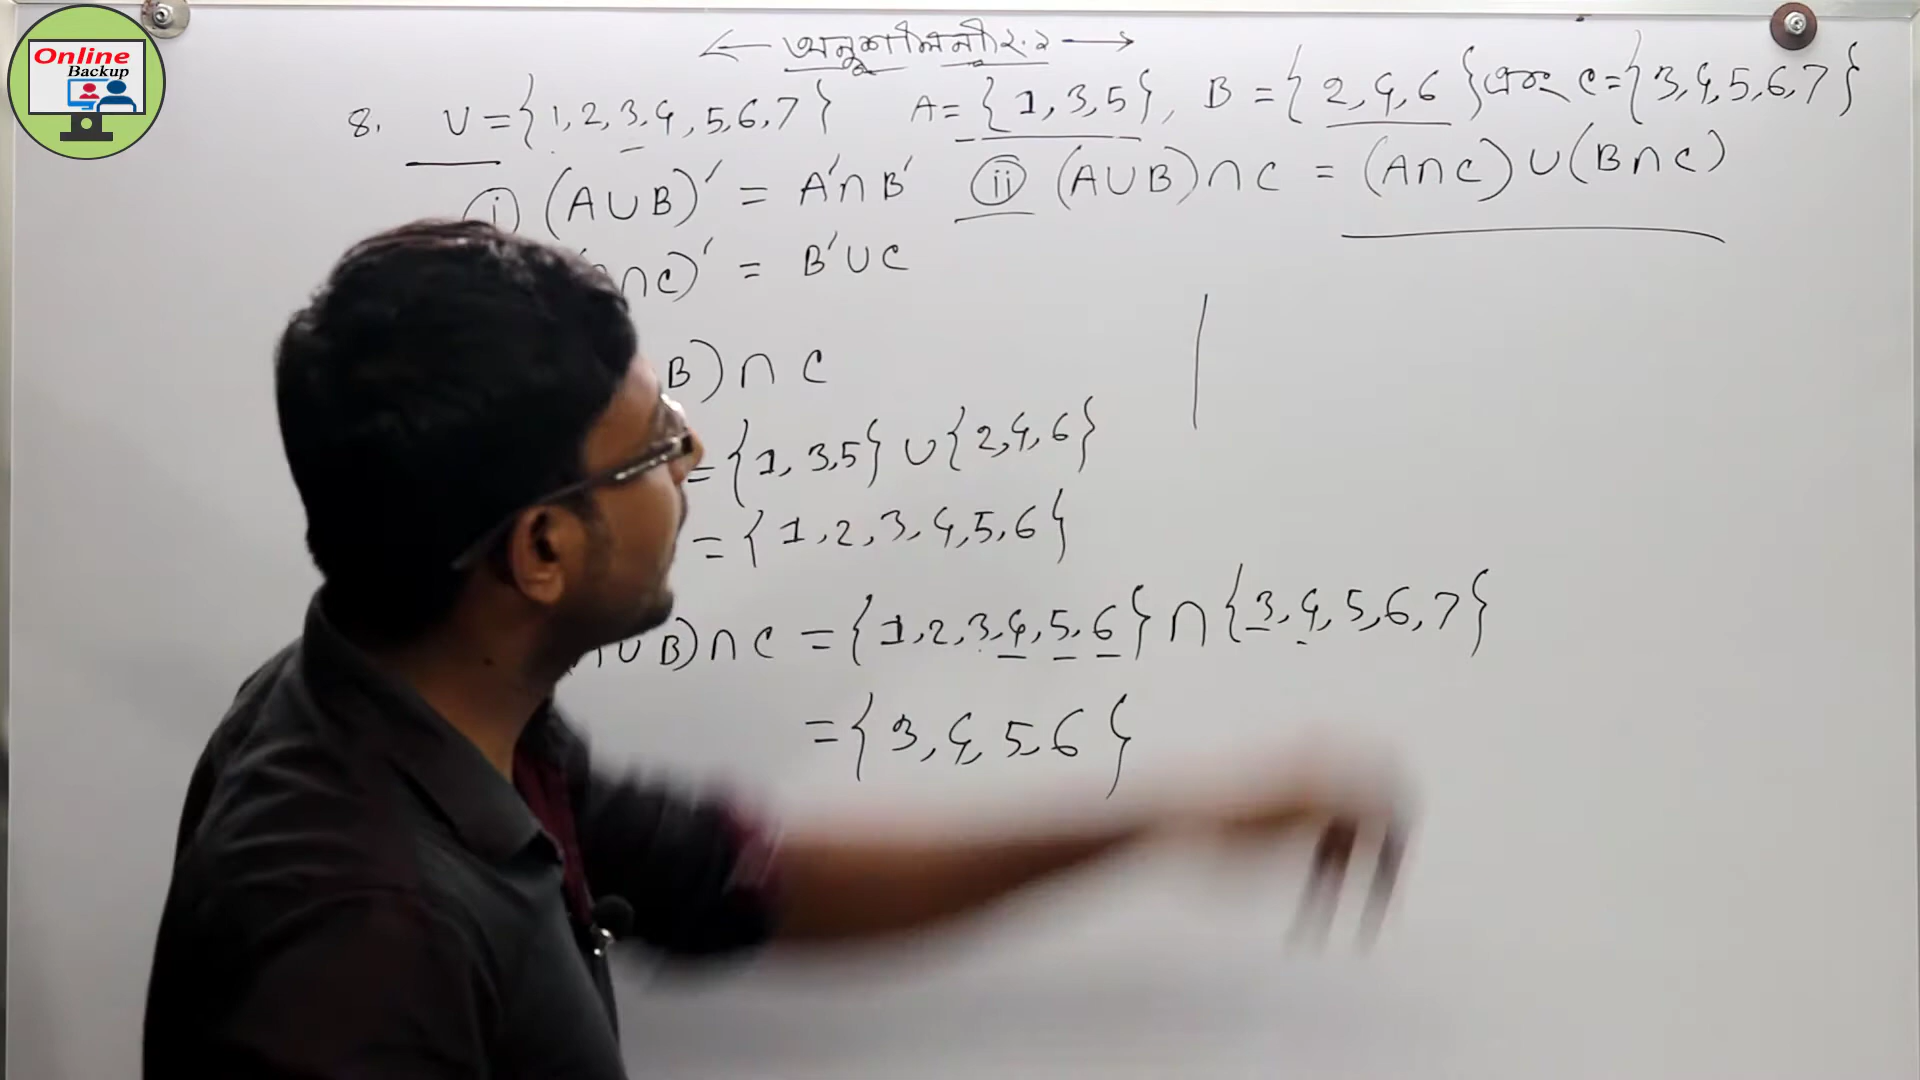 Online
Backup
← অনুশীলনী ২.২ →
8. U = {1, 2, 3, 4, 5, 6, 7} A = {1, 3, 5}, B = {2, 4, 6} এবং C = {3, 4, 5, 6, 7}
i (A∪B)′ = A′∩B′ ii (A∪B)∩C = (A∩C)∪(B∩C)
∩C)′ = B′∪C
B)∩C
= {1, 3, 5} ∪ {2, 4, 6}
= {1, 2, 3, 4, 5, 6}
∪B)∩C = {1, 2, 3, 4, 5, 6} ∩ {3, 4, 5, 6, 7}
= {3, 4, 5, 6}